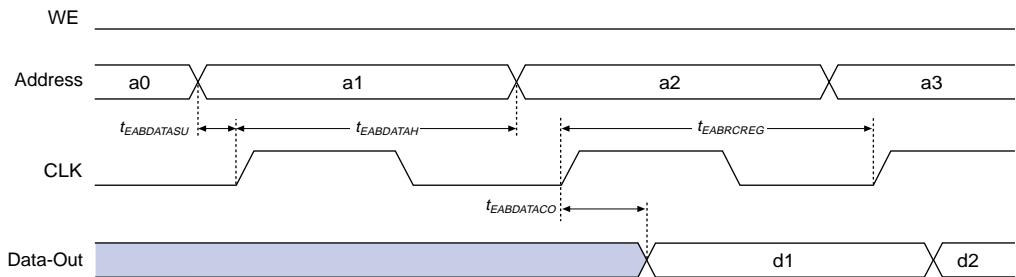 WE
Address a0 a1 a2 a3
tEABDATASU tEABDATAH tEABRCREG
CLK
tEABDATACO
Data-Out d1 d2